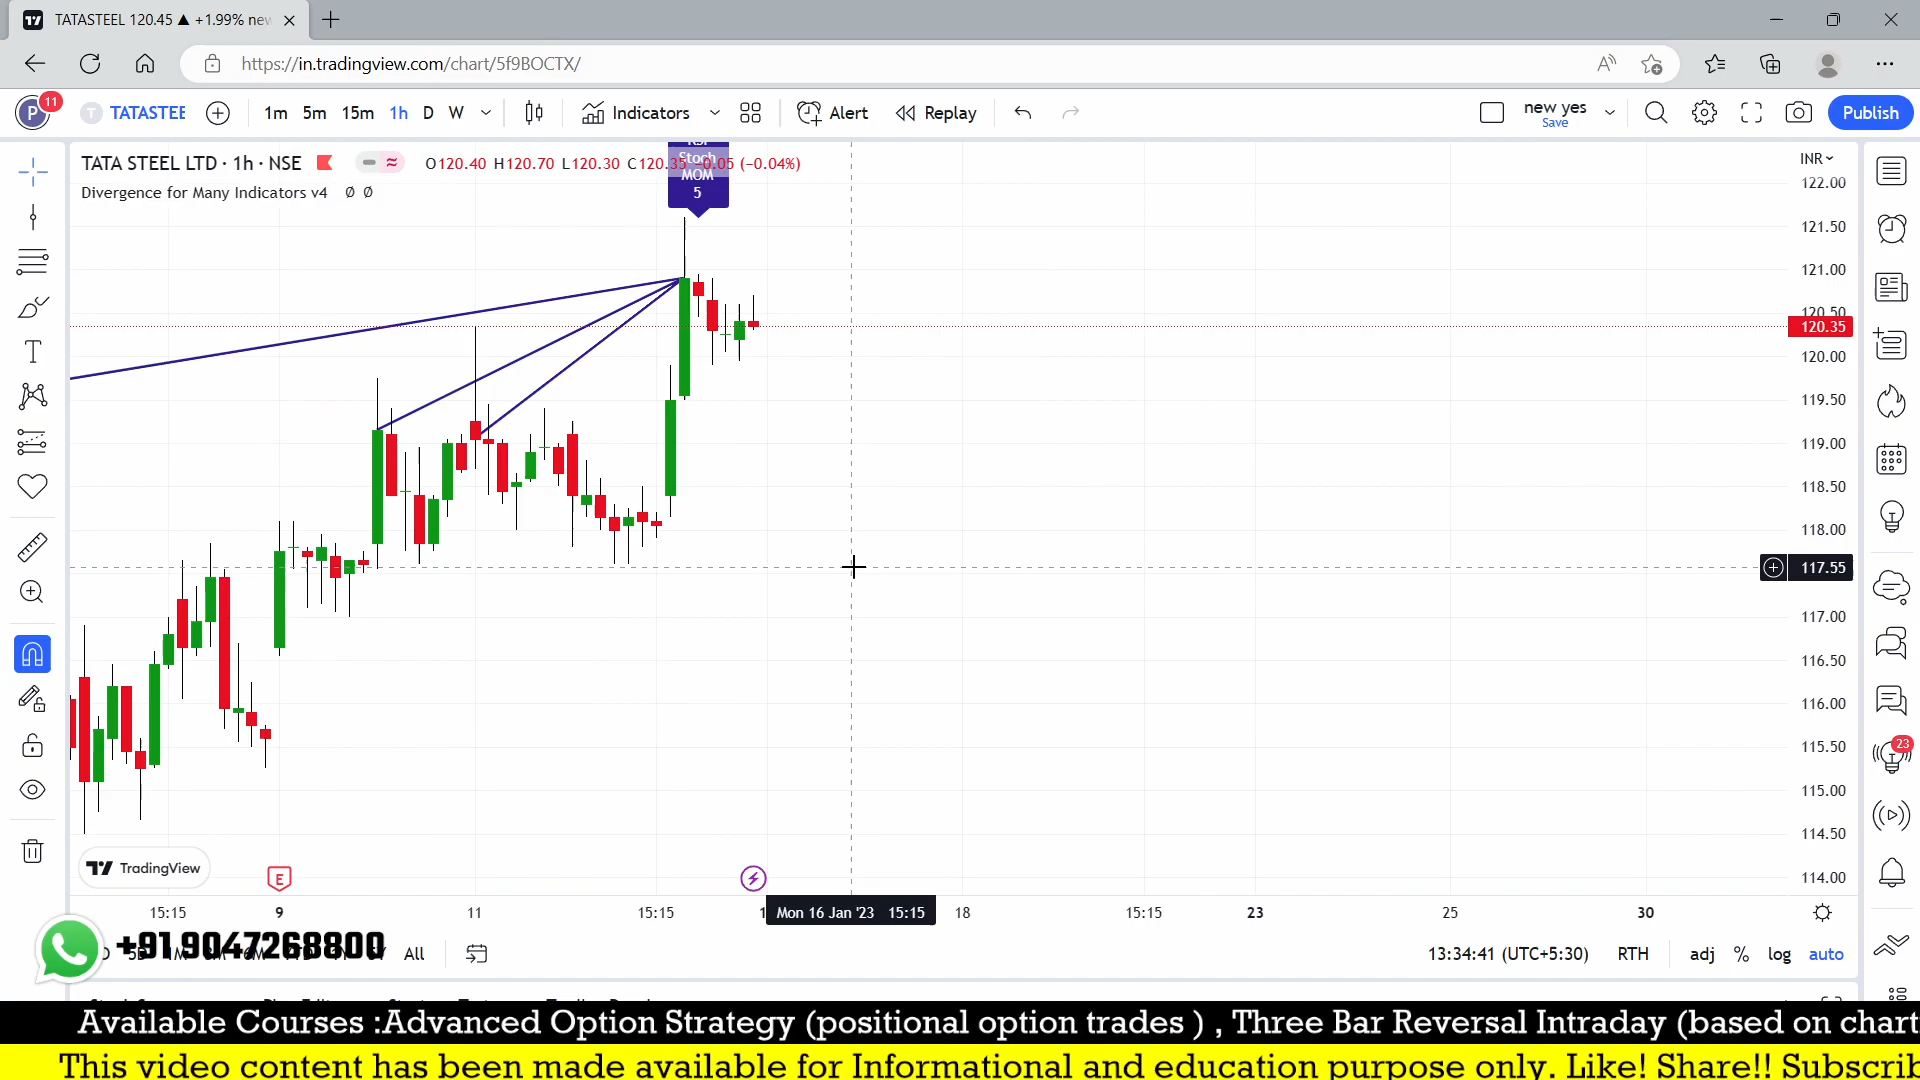 TATASTEEL 120.45 ▲ +1.99% new
https://in.tradingview.com/chart/5f9BOCTX/
P 11 T TATASTEE 1m 5m 15m 1h D W Indicators Alert Replay new yes Save Publish
TATA STEEL LTD · 1h · NSE O120.40 H120.70 L120.30 C120.35 −0.05 (−0.04%)
Divergence for Many Indicators v4 Ø Ø
Stoch
MOM
5
INR
122.00
121.50
121.00
120.50
120.35
120.00
119.50
119.00
118.50
118.00
117.55
117.00
116.50
116.00
115.50
115.00
114.50
114.00
23
TradingView
E
15:15 9 11 15:15 Mon 16 Jan '23 15:15 18 15:15 23 25 30
+91 9047268800
All 13:34:41 (UTC+5:30) RTH adj % log auto
Available Courses :Advanced Option Strategy (positional option trades ) , Three Bar Reversal Intraday (based on chart
This video content has been made available for Informational and education purpose only. Like! Share!! Subscrib